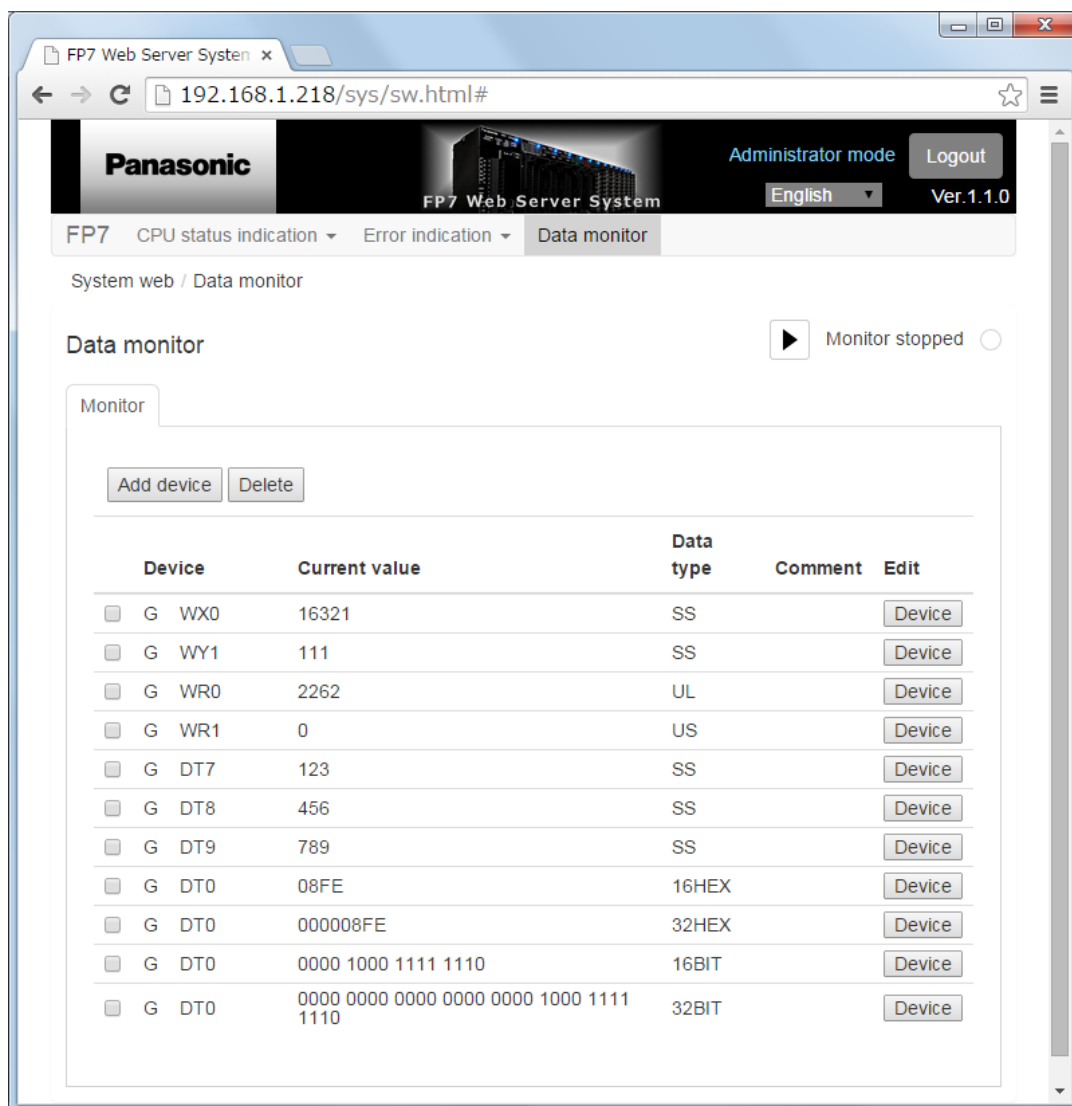 FP7 Web Server System
192.168.1.218/sys/sw.html#
Panasonic
FP7 Web Server System
Administrator mode
Logout
English
Ver.1.1.0
FP7 CPU status indication Error indication Data monitor
System web / Data monitor
Data monitor
Monitor stopped
Monitor
Add device Delete
Device Current value Data type Comment Edit
G WX0 16321 SS Device
G WY1 111 SS Device
G WR0 2262 UL Device
G WR1 0 US Device
G DT7 123 SS Device
G DT8 456 SS Device
G DT9 789 SS Device
G DT0 08FE 16HEX Device
G DT0 000008FE 32HEX Device
G DT0 0000 1000 1111 1110 16BIT Device
G DT0 0000 0000 0000 0000 0000 1000 1111 1110 32BIT Device